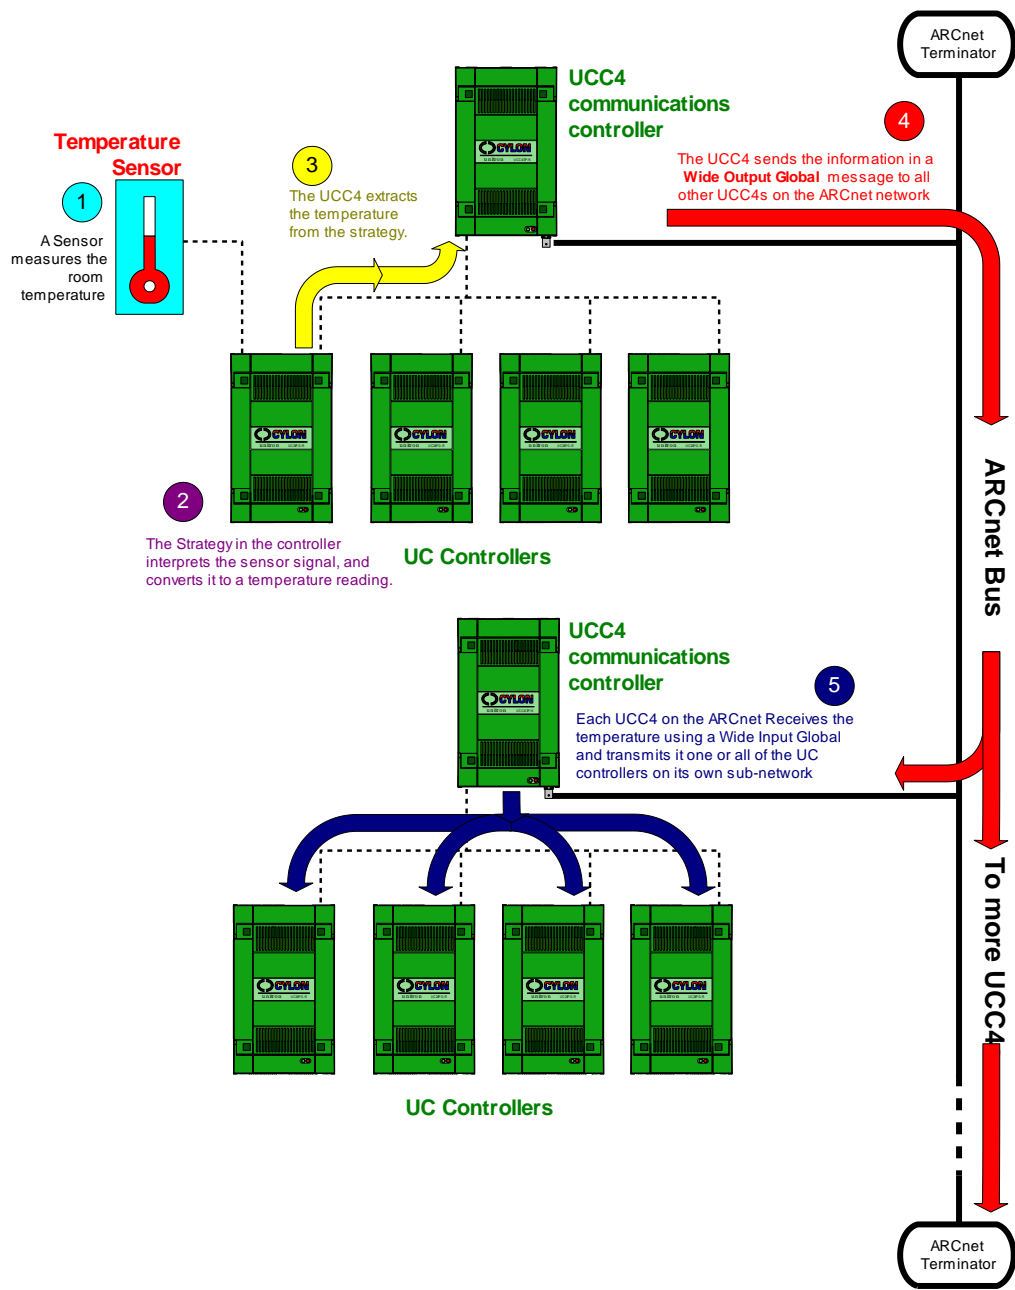 ARCnet
Terminator
UCC4
communications
controller
4
The UCC4 sends the information in a
Wide Output Global message to all
other UCC4s on the ARCnet network
Temperature
Sensor
1
A Sensor
measures the
room
temperature
3
The UCC4 extracts
the temperature
from the strategy.
CYLON
CYLON
CYLON
CYLON
CYLON
2
The Strategy in the controller
interprets the sensor signal, and
converts it to a temperature reading.
UC Controllers
ARCnet Bus
UCC4
communications
controller
CYLON
5
Each UCC4 on the ARCnet Receives the
temperature using a Wide Input Global
and transmits it one or all of the UC
controllers on its own sub-network
To more UCC4
CYLON
CYLON
CYLON
CYLON
UC Controllers
ARCnet
Terminator